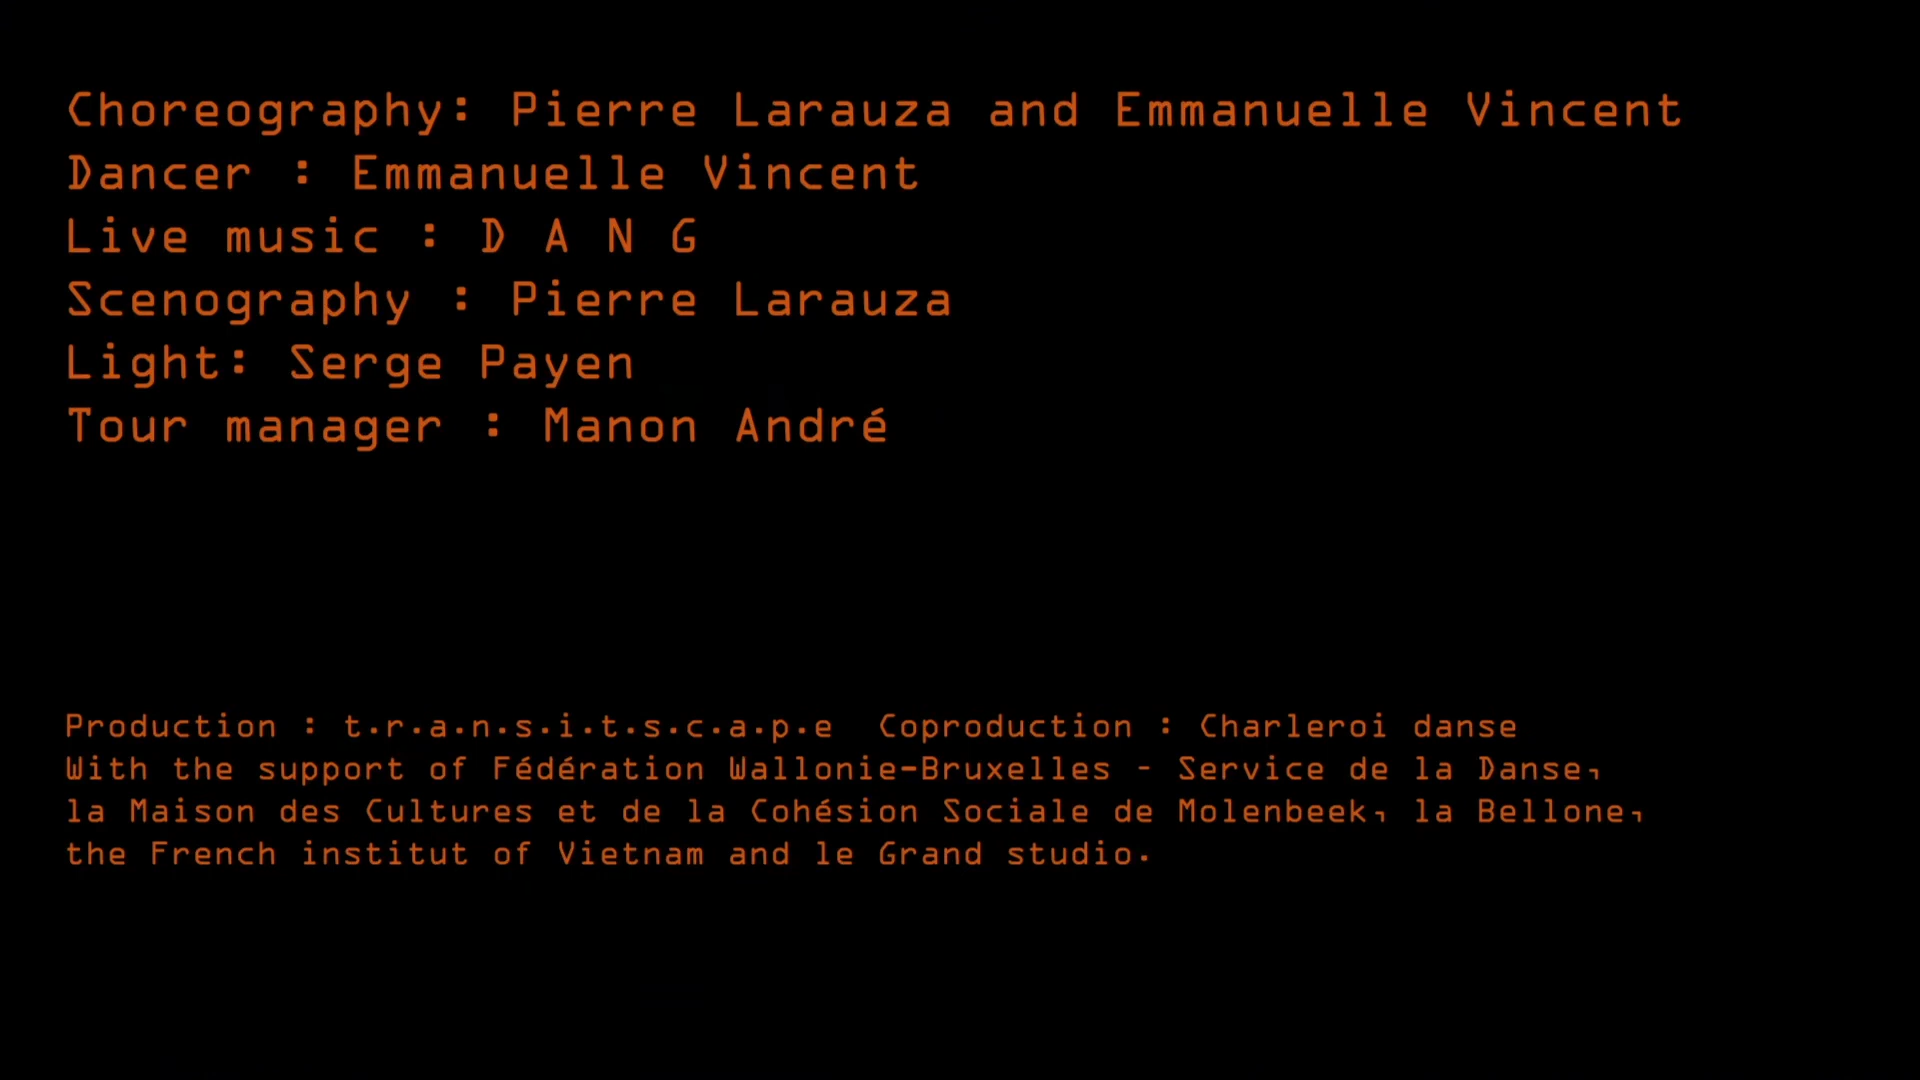 Choreography: Pierre Larauza and Emmanuelle Vincent
Dancer : Emmanuelle Vincent
Live music : D A N G
Scenography : Pierre Larauza
Light: Serge Payen
Tour manager : Manon André
Production : t.r.a.n.s.i.t.s.c.a.p.e  Coproduction : Charleroi danse
With the support of Fédération Wallonie-Bruxelles - Service de la Danse,
la Maison des Cultures et de la Cohésion Sociale de Molenbeek, la Bellone,
the French institut of Vietnam and le Grand studio.